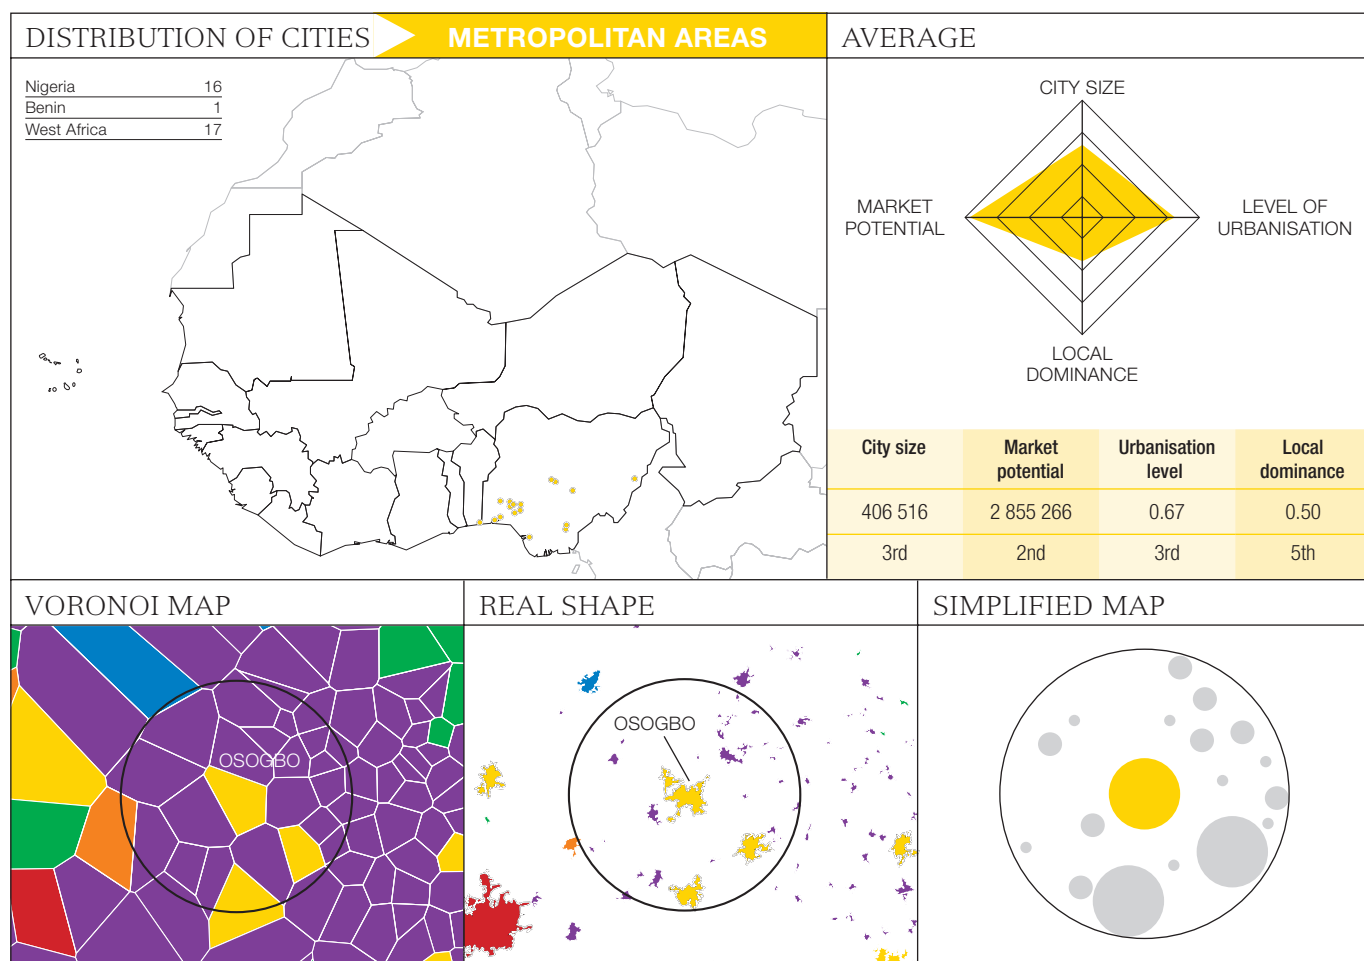 DISTRIBUTION OF CITIES
METROPOLITAN AREAS
AVERAGE
Nigeria 16
Benin 1
West Africa 17
CITY SIZE
MARKET
POTENTIAL
LEVEL OF
URBANISATION
LOCAL
DOMINANCE
City size Market potential Urbanisation level Local dominance
406 516 2 855 266 0.67 0.50
3rd 2nd 3rd 5th
VORONOI MAP
REAL SHAPE
SIMPLIFIED MAP
OSOGBO
OSOGBO